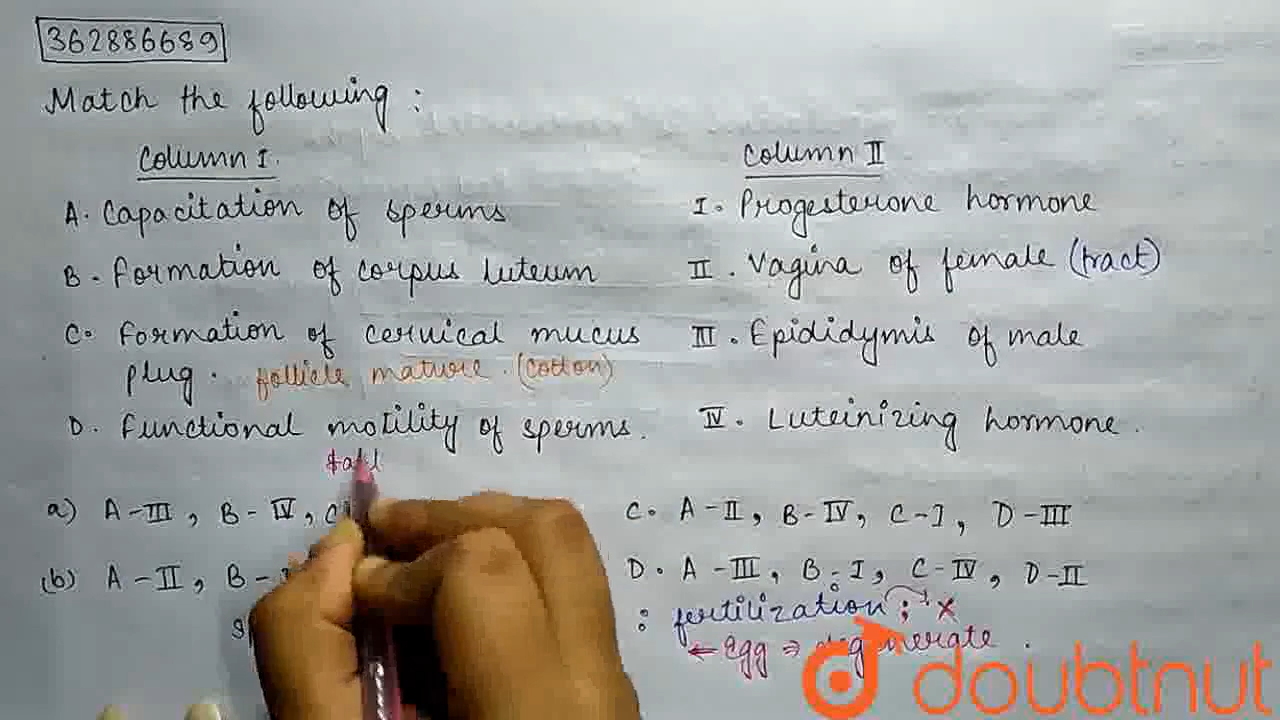 362886689
Match the following :
Column I.
Column II
A. Capacitation of sperms
I. Progesterone hormone
B. Formation of corpus luteum
II. Vagina of female (tract)
C. Formation of cervical mucus
III. Epididymis of male
plug. follicle mature. (cotton)
D. Functional motility of sperms.
IV. Luteinizing hormone.
a) A-III, B-IV, C
C. A-II, B-IV, C-I, D-III
(b) A-II, B-
D. A-III, B-I, C-IV, D-II
: fertilization ; x
← Egg ⇒ degenerate.
doubtnut